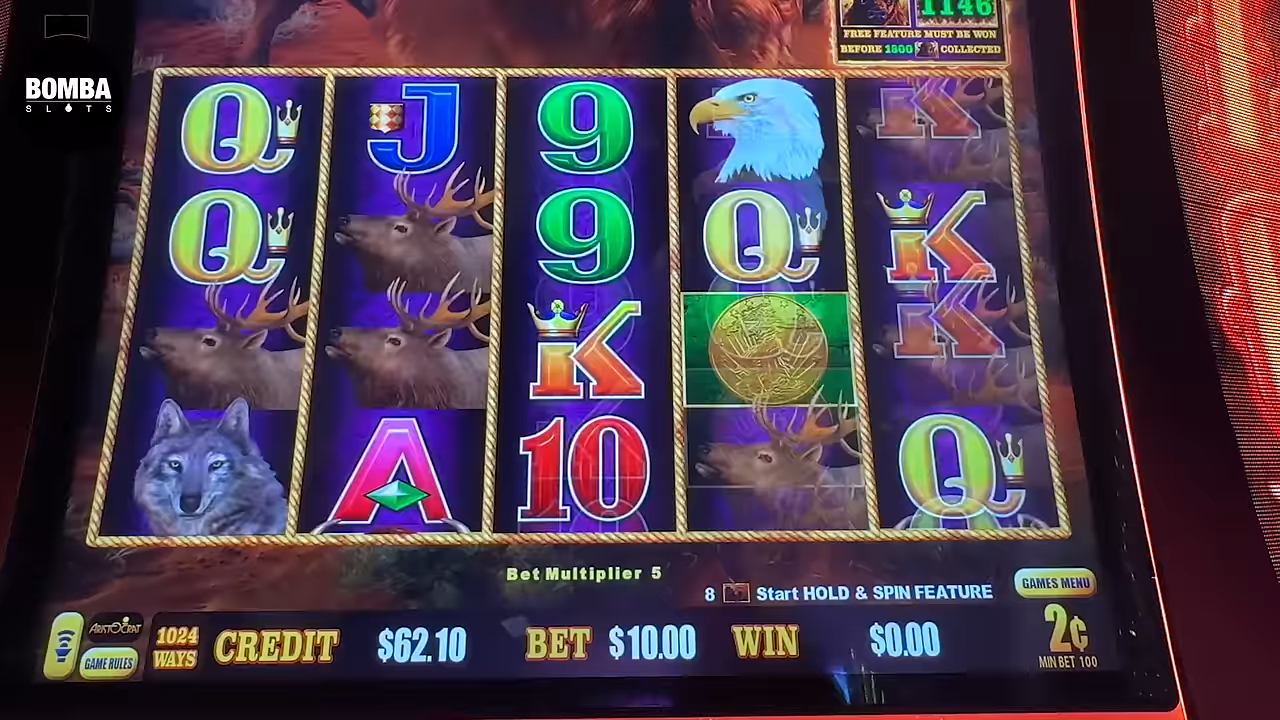 1146
FREE FEATURE MUST BE WON
BEFORE 1800 COLLECTED
BOMBA
SLOTS
Q J 9 K
Q 9 Q K
K K
A 10 Q
Bet Multiplier 5
8 Start HOLD & SPIN FEATURE
GAMES MENU
ARISTOCRAT
GAME RULES
1024
WAYS
CREDIT $62.10 BET $10.00 WIN $0.00
2¢
MIN BET 100